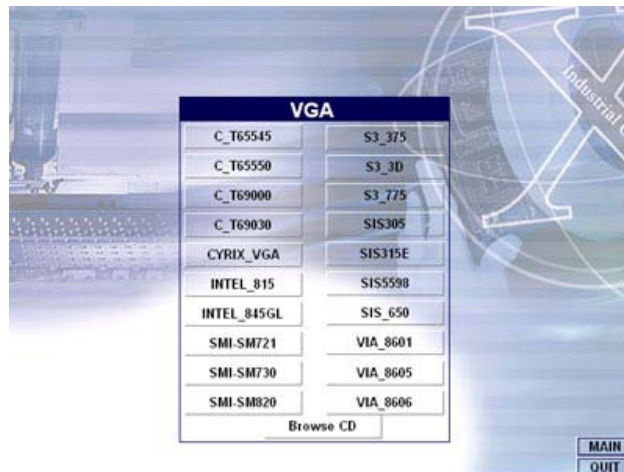 VGA
C_T65545 S3_375
C_T65550 S3_3D
C_T69000 S3_775
C_T69030 SIS305
CYRIX_VGA SIS315E
INTEL_815 SIS5598
INTEL_845GL SIS_650
SMI-SM721 VIA_8601
SMI-SM730 VIA_8605
SMI-SM820 VIA_8606
Browse CD
Industrial
MAIN
QUIT